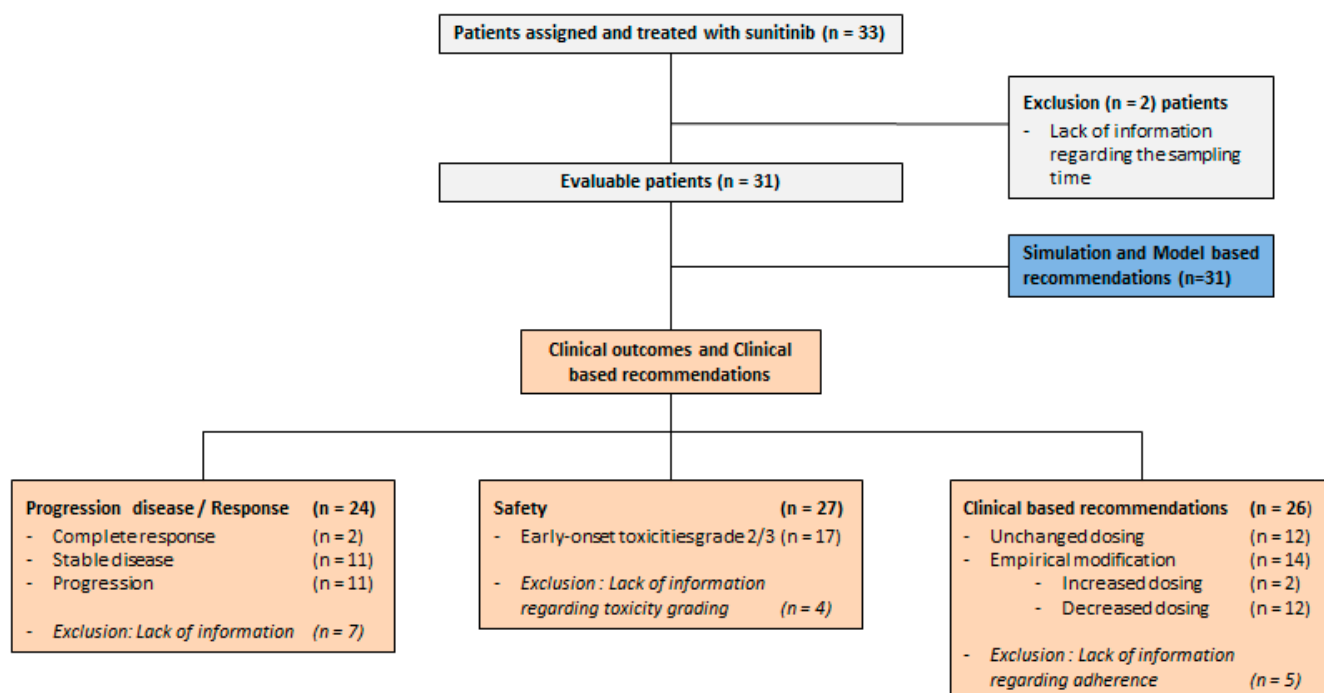 Patients assigned and treated with sunitinib (n = 33)
Exclusion (n = 2) patients
- Lack of information
regarding the sampling
time
Evaluable patients (n = 31)
Simulation and Model based
recommendations (n=31)
Clinical outcomes and Clinical
based recommendations
Progression disease / Response (n = 24)
- Complete response (n = 2)
- Stable disease (n = 11)
- Progression (n = 11)
- Exclusion: Lack of information (n = 7)
Safety (n = 27)
- Early-onset toxicitiesgrade 2/3 (n = 17)
- Exclusion : Lack of information
regarding toxicity grading (n = 4)
Clinical based recommendations (n = 26)
- Unchanged dosing (n = 12)
- Empirical modification (n = 14)
- Increased dosing (n = 2)
- Decreased dosing (n = 12)
- Exclusion : Lack of information
regarding adherence (n = 5)